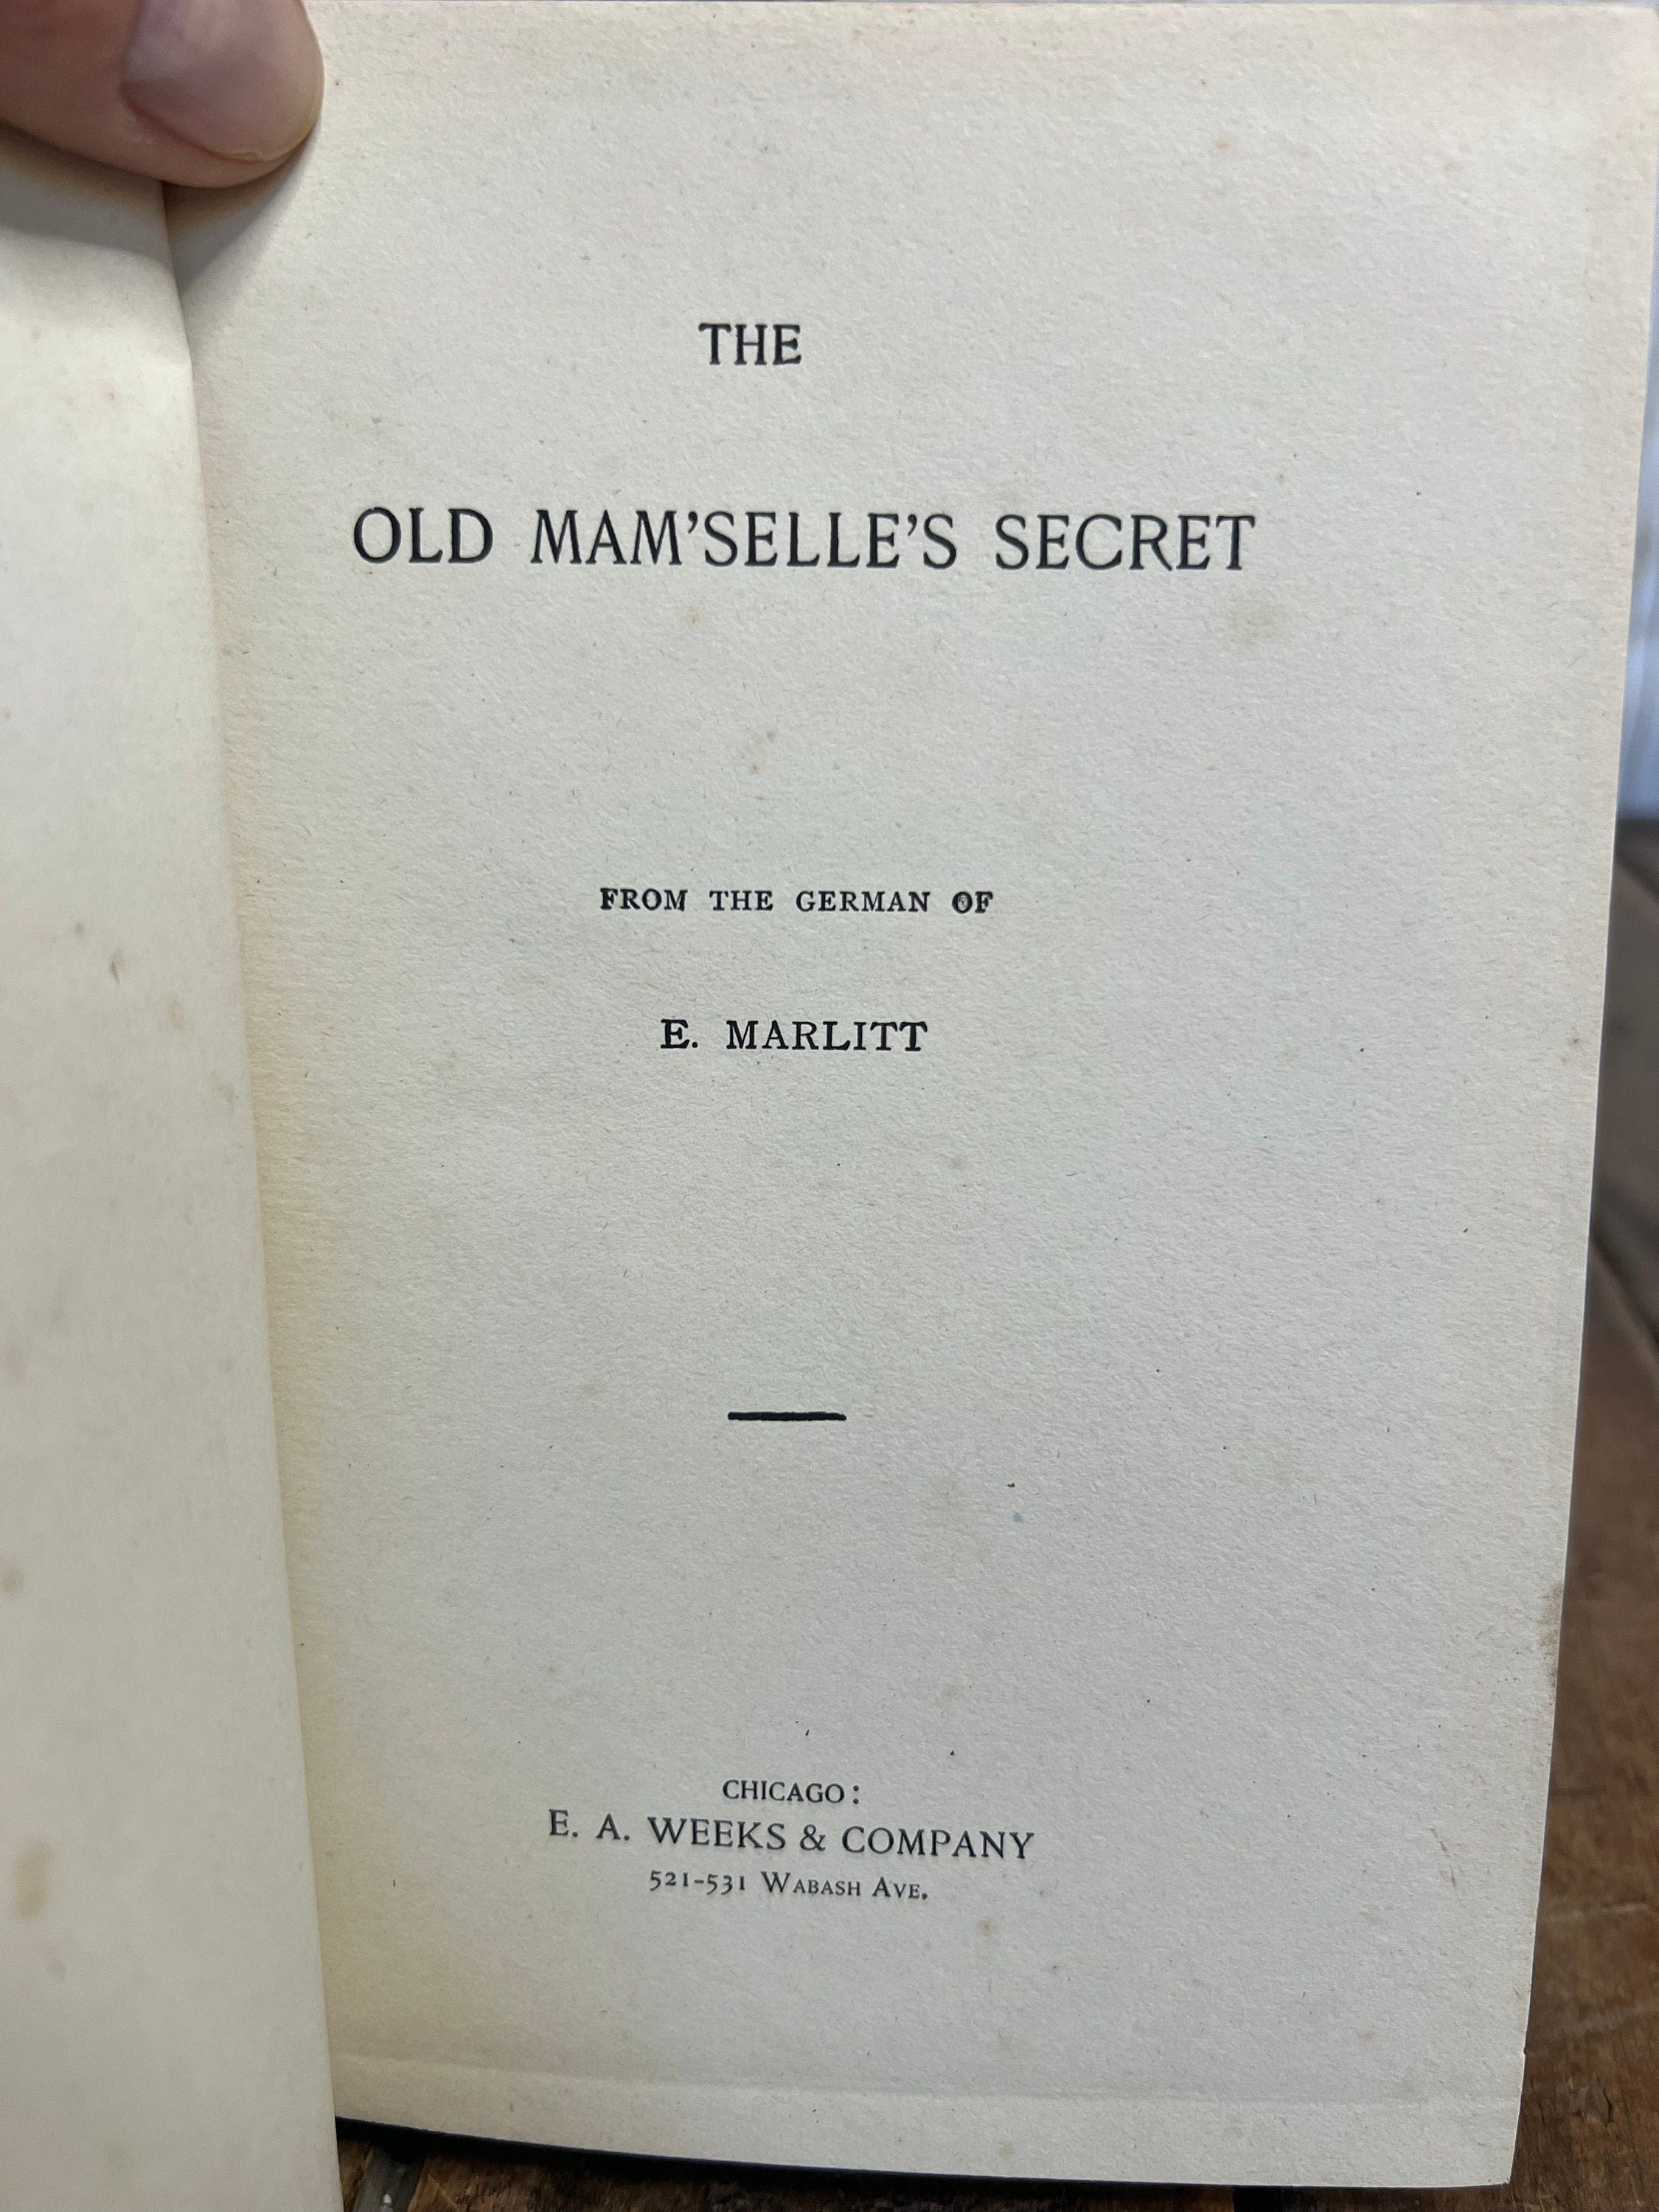 THE
OLD MAM'SELLE'S SECRET
FROM THE GERMAN OF
E. MARLITT
CHICAGO:
E. A. WEEKS & COMPANY
521-531 WABASH AVE.